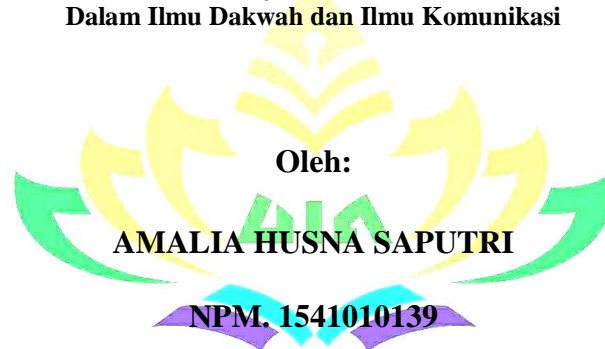 Dalam Ilmu Dakwah dan Ilmu Komunikasi
Oleh:
AMALIA HUSNA SAPUTRI
NPM. 1541010139